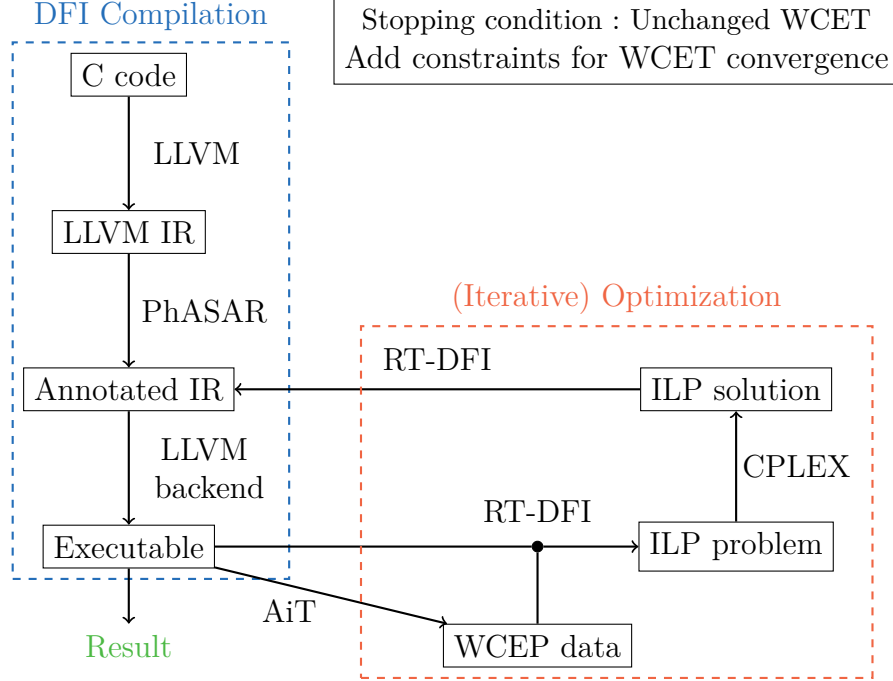 DFI Compilation
Stopping condition : Unchanged WCET
Add constraints for WCET convergence
C code
LLVM
LLVM IR
PhASAR
(Iterative) Optimization
RT-DFI
Annotated IR
ILP solution
LLVM
backend
CPLEX
RT-DFI
Executable
ILP problem
AiT
WCEP data
Result